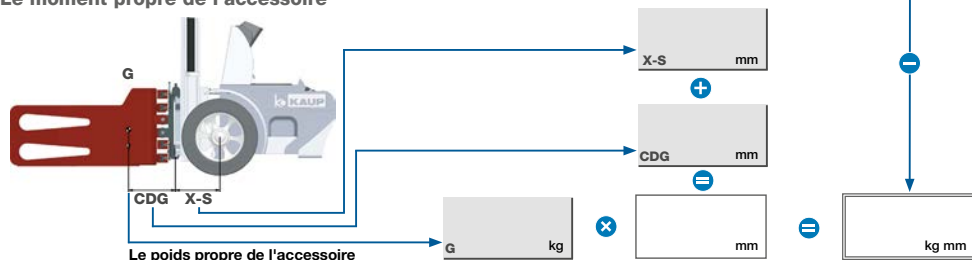 Le moment propre de l'accessoire
G
KAUP
X-S mm
+
CDG mm
=
CDG X-S
G kg
×
mm
=
kg mm
−
Le poids propre de l'accessoire